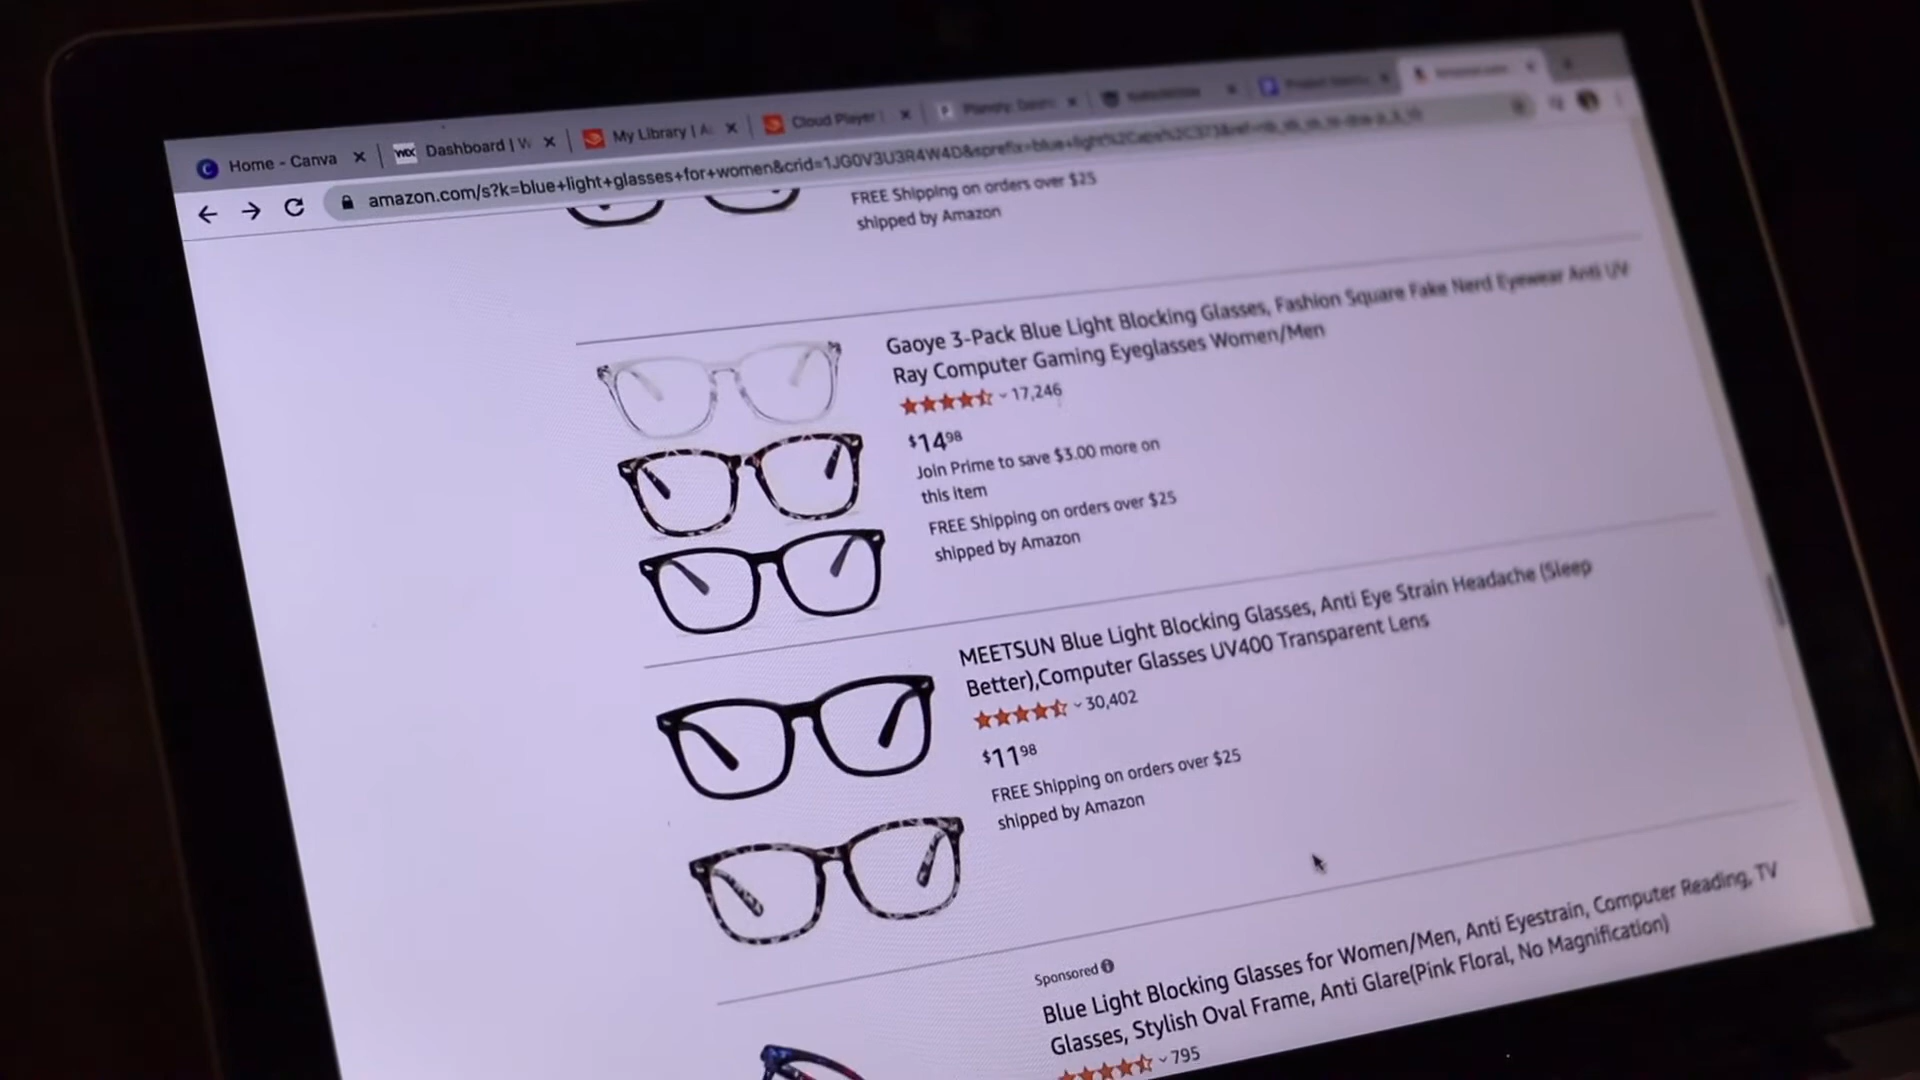 Home - Canva
Dashboard | W
My Library | A
Cloud Player
amazon.com/s?k=blue+light+glasses+for+women&crid=1JG0V3U3R4W4D&sprefix=blue+light%2Caps%2C373&ref=
FREE Shipping on orders over $25
shipped by Amazon
Gaoye 3-Pack Blue Light Blocking Glasses, Fashion Square Fake Nerd Eyewear Anti UV
Ray Computer Gaming Eyeglasses Women/Men
17,246
$14.98
Join Prime to save $3.00 more on
this item
FREE Shipping on orders over $25
shipped by Amazon
MEETSUN Blue Light Blocking Glasses, Anti Eye Strain Headache (Sleep
Better),Computer Glasses UV400 Transparent Lens
30,402
$11.98
FREE Shipping on orders over $25
shipped by Amazon
Sponsored
Blue Light Blocking Glasses for Women/Men, Anti Eyestrain, Computer Reading, TV
Glasses, Stylish Oval Frame, Anti Glare(Pink Floral, No Magnification)
795